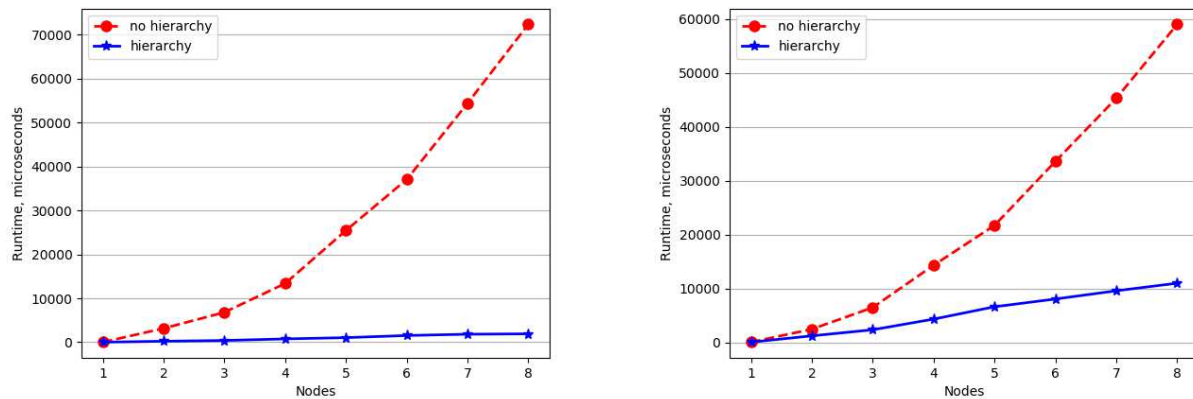 no hierarchy
hierarchy
70000
60000
50000
40000
30000
20000
10000
0
Runtime, microseconds
1 2 3 4 5 6 7 8
Nodes
no hierarchy
hierarchy
60000
50000
40000
30000
20000
10000
0
Runtime, microseconds
1 2 3 4 5 6 7 8
Nodes